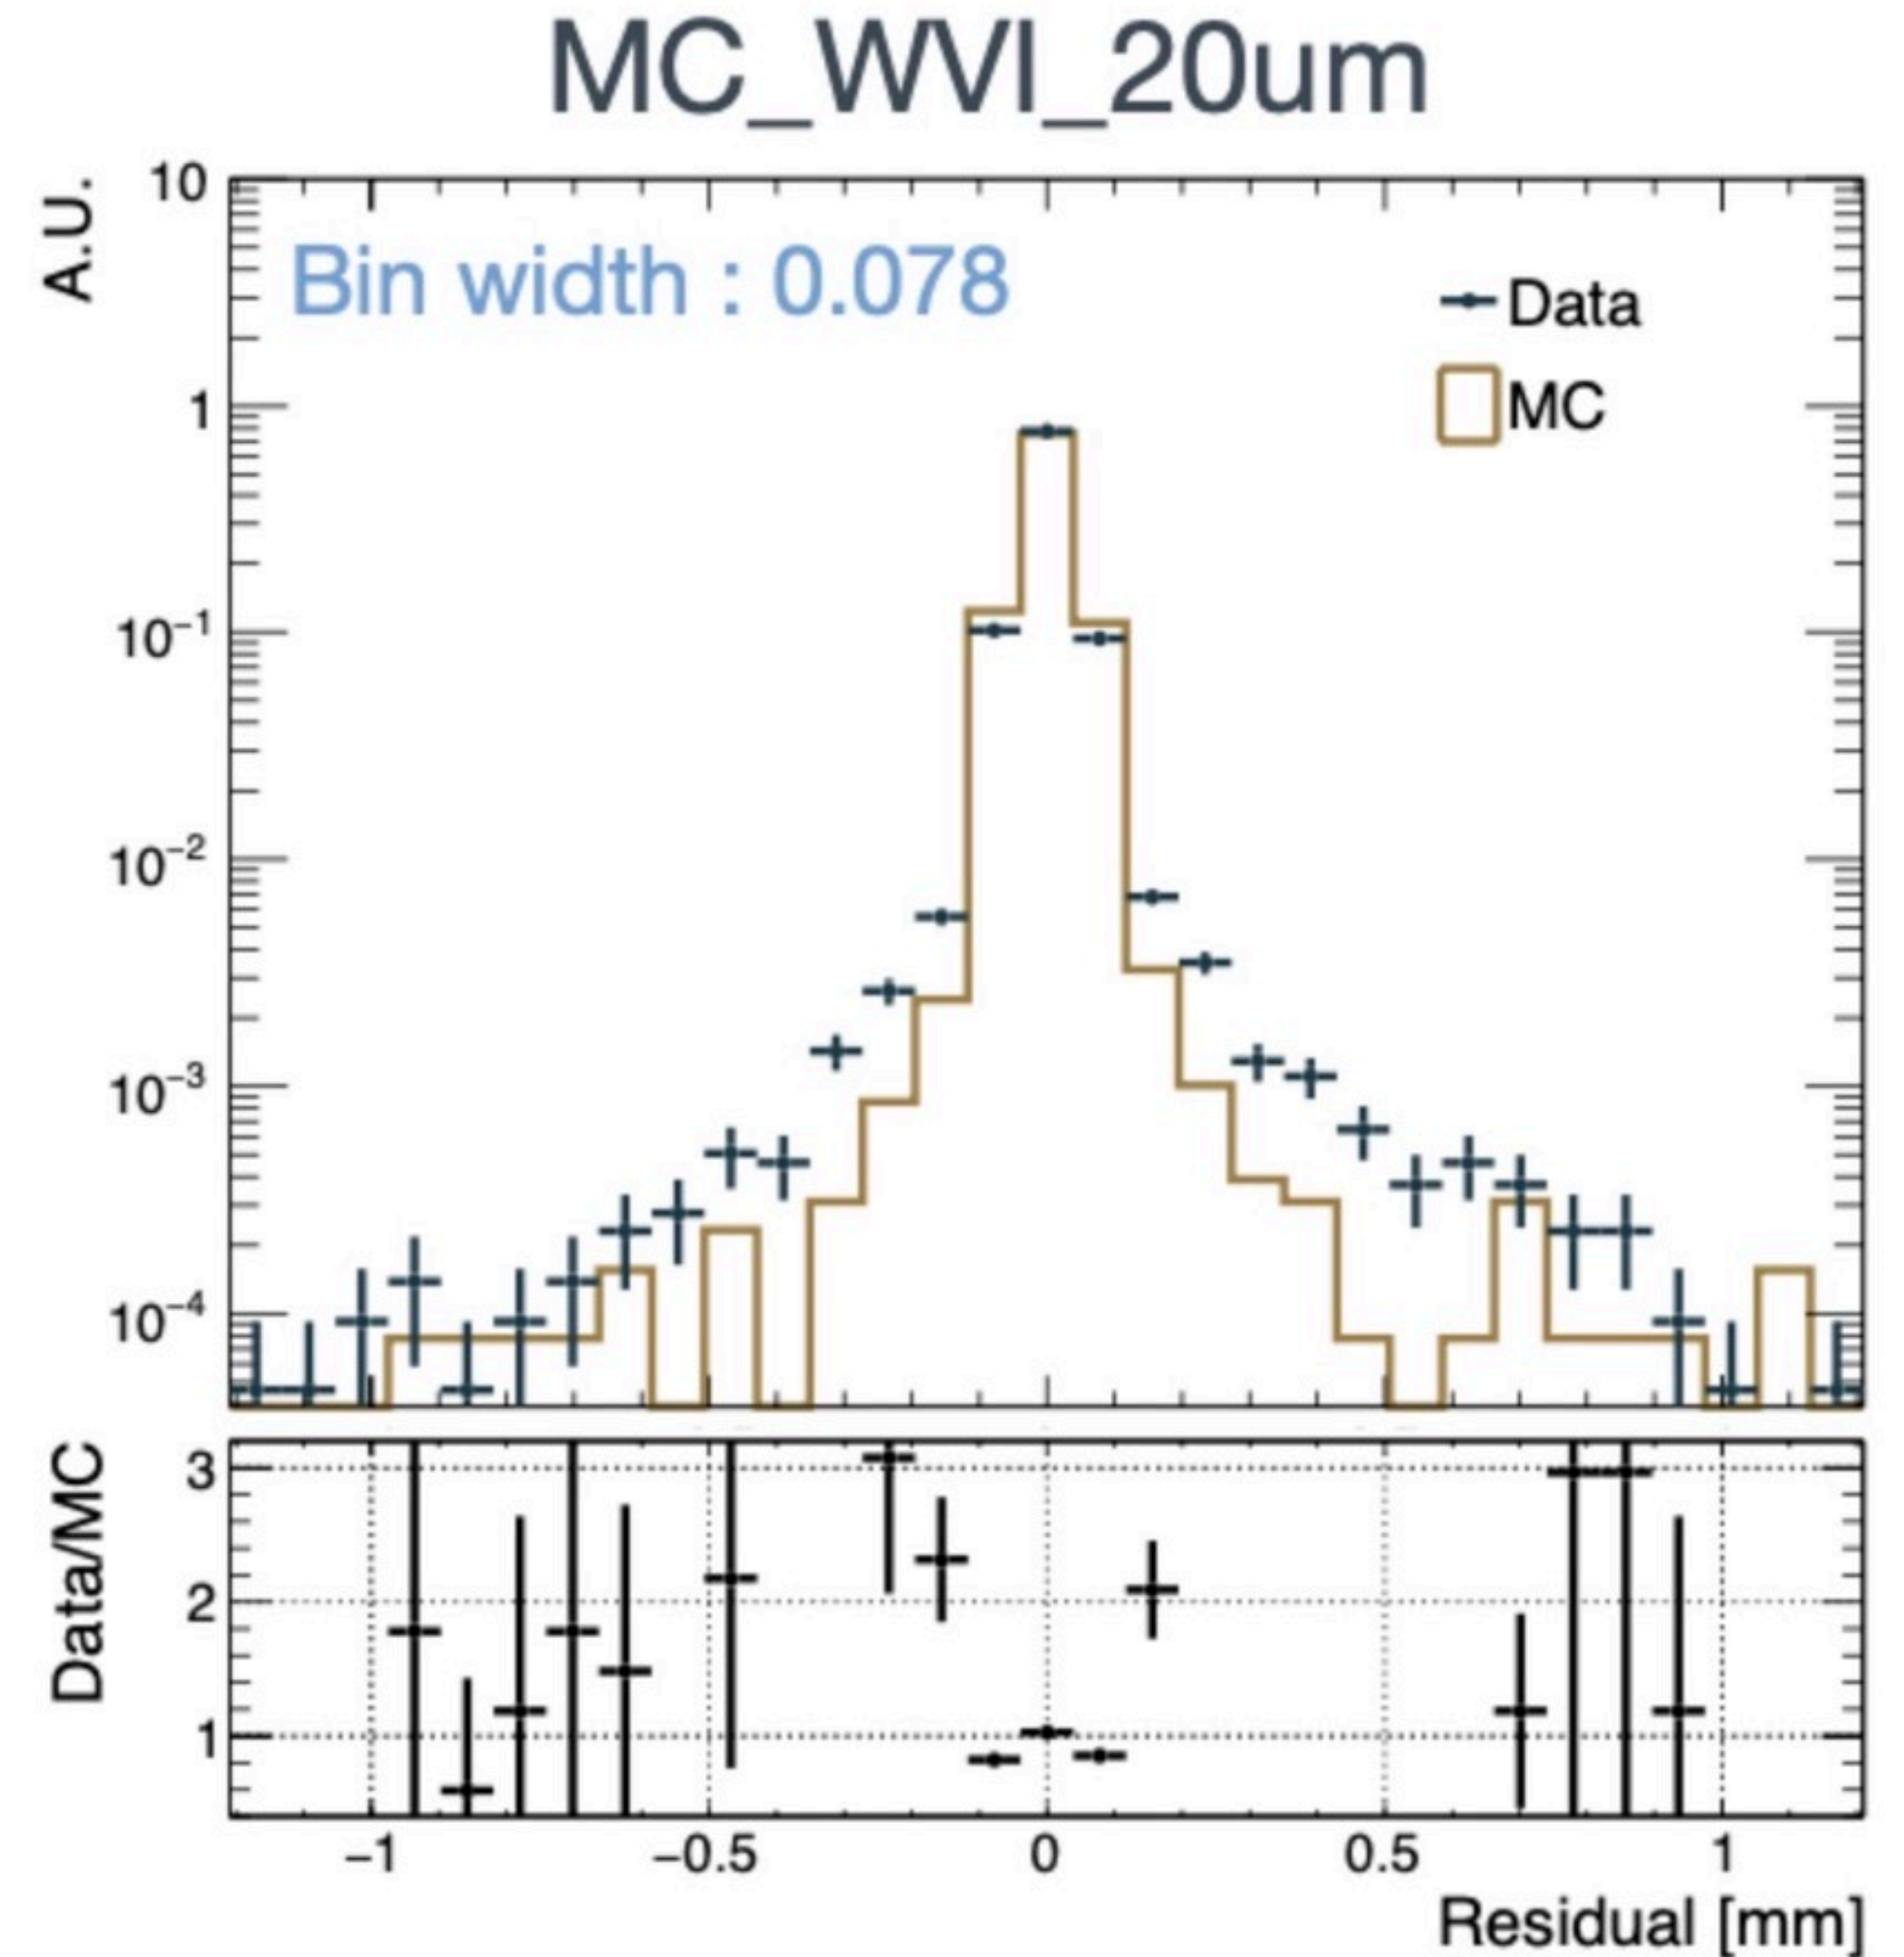 MC_WVI_20um
A.U.
10
Bin width : 0.078
Data
1
MC
10⁻¹
10⁻²
10⁻³
10⁻⁴
Data/MC
3
2
1
−1 −0.5 0 0.5 1
Residual [mm]